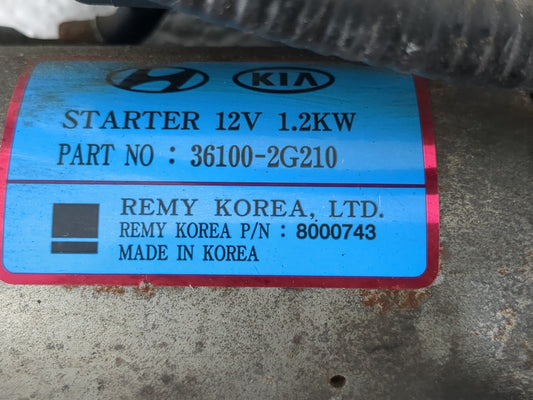 KIA
STARTER 12V 1.2KW
PART NO : 36100-2G210
REMY KOREA, LTD.
REMY KOREA P/N : 8000743
MADE IN KOREA